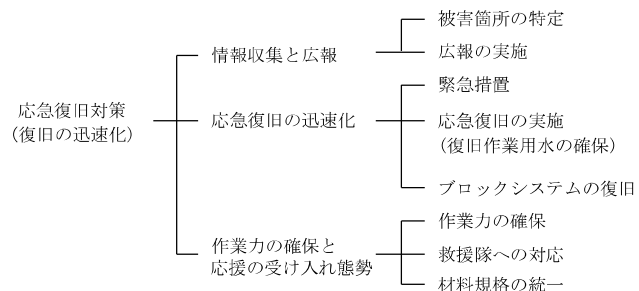 応急復旧対策
（復旧の迅速化）
情報収集と広報
被害箇所の特定
広報の実施
応急復旧の迅速化
緊急措置
応急復旧の実施
（復旧作業用水の確保）
ブロックシステムの復旧
作業力の確保と
応援の受け入れ態勢
作業力の確保
救援隊への対応
材料規格の統一